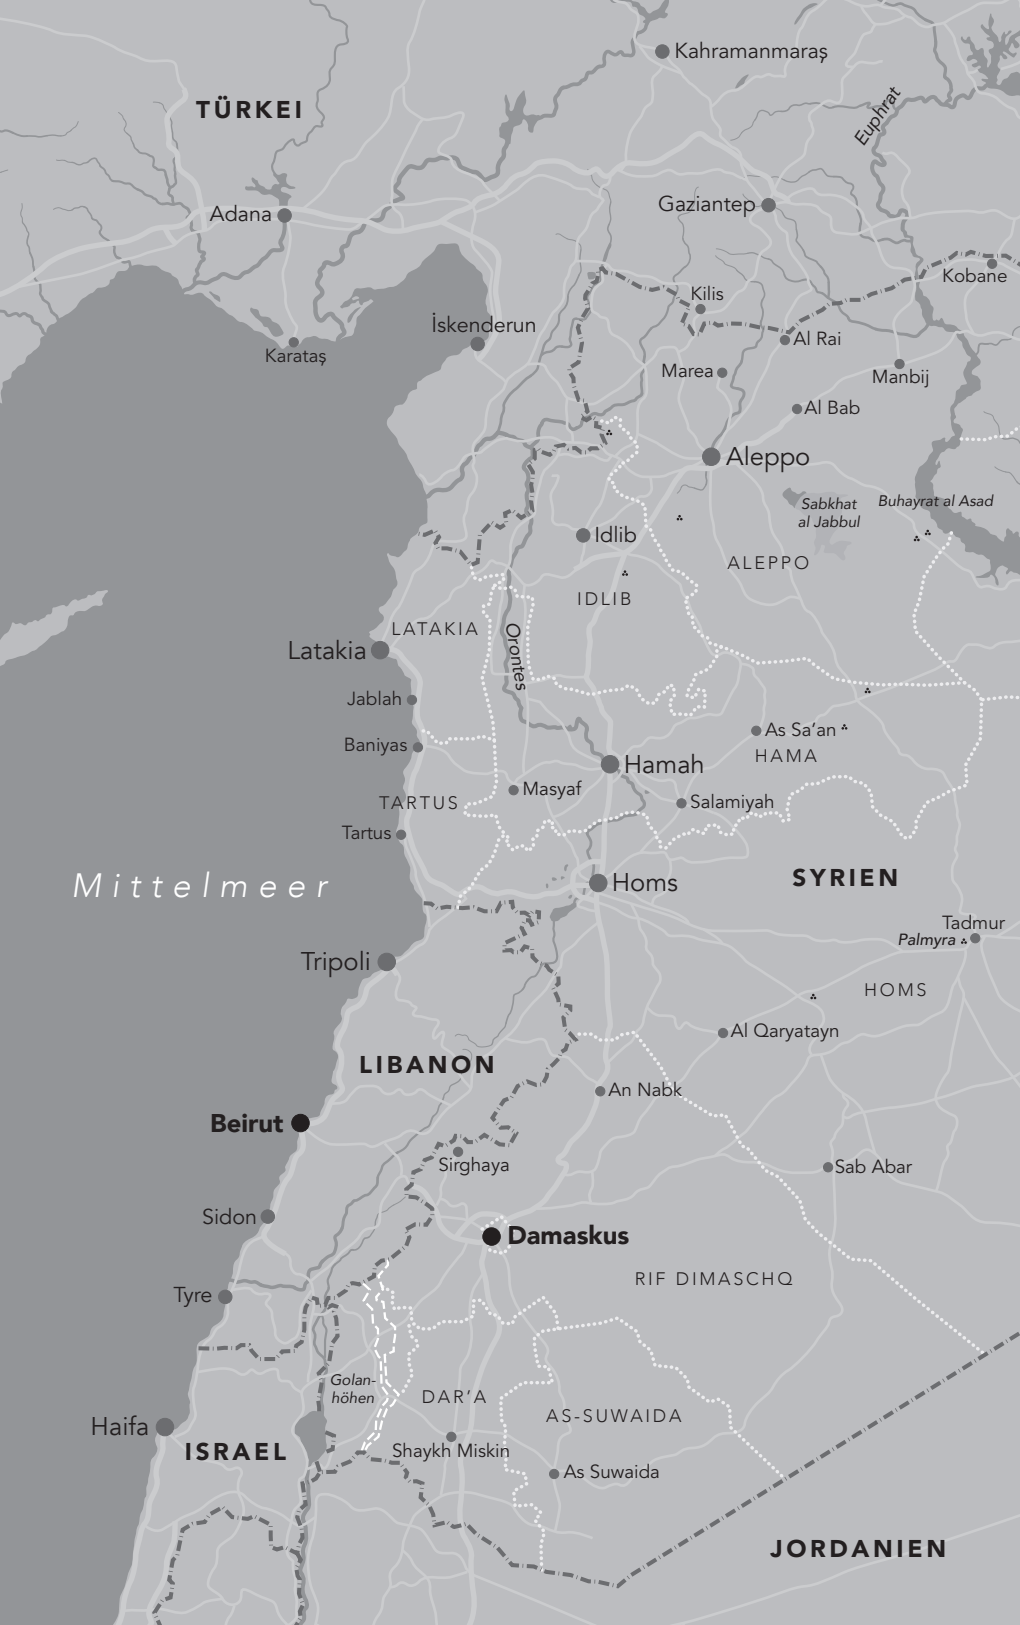 Kahramanmaraş
TÜRKEI
Euphrat
Gaziantep
Adana
Kobane
Kilis
İskenderun
Al Rai
Karataş
Marea
Manbij
Al Bab
Aleppo
Sabkhat
al Jabbul
Buhayrat al Asad
Idlib
ALEPPO
IDLIB
LATAKIA
Latakia
Orontes
Jablah
As Sa’an
Baniyas
HAMA
Hamah
Masyaf
TARTUS
Salamiyah
Tartus
Mittelmeer
SYRIEN
Homs
Tadmur
Palmyra
Tripoli
HOMS
Al Qaryatayn
LIBANON
An Nabk
Beirut
Sirghaya
Sab Abar
Sidon
Damaskus
RIF DIMASCHQ
Tyre
Golan-
höhen
DAR’A
AS-SUWAIDA
Haifa
ISRAEL
Shaykh Miskin
As Suwaida
JORDANIEN